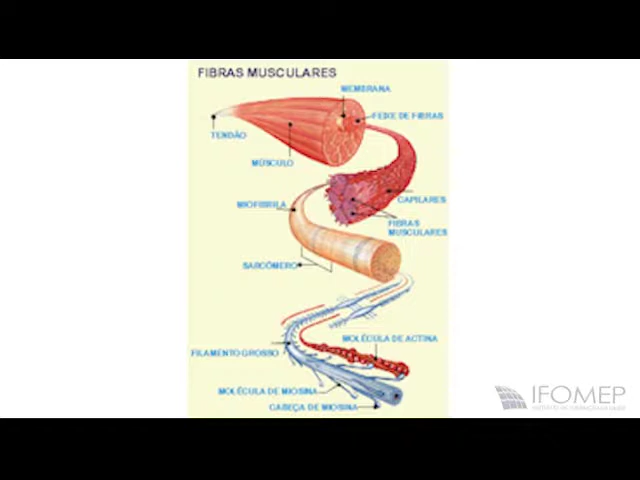 FIBRAS MUSCULARES
MEMBRANA
FEIXE DE FIBRAS
TENDÃO
MÚSCULO
CAPILARES
MIOFIBRILA
FIBRAS
MUSCULARES
SARCÔMERO
MOLÉCULA DE ACTINA
FILAMENTO GROSSO
MOLÉCULA DE MIOSINA
CABEÇA DE MIOSINA
IFOMEP